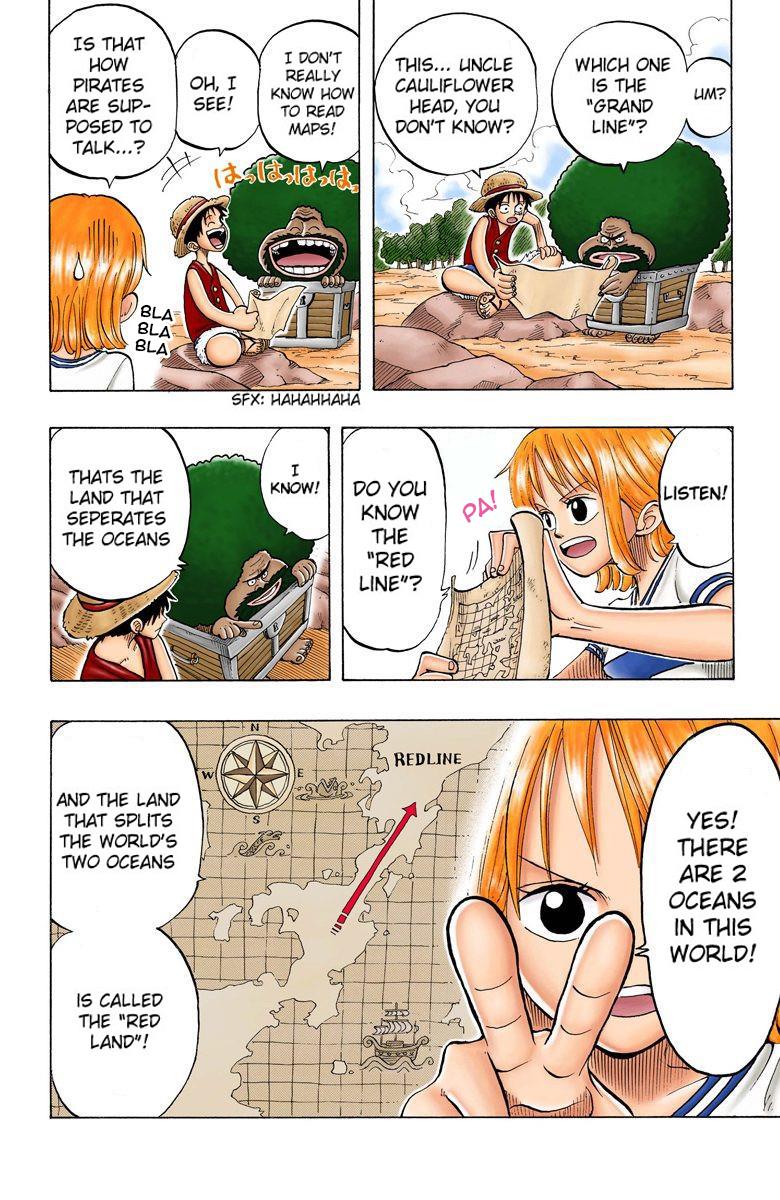 UM?
WHICH ONE
IS THE
"GRAND
LINE"?
THIS... UNCLE
CAULIFLOWER
HEAD, YOU
DON'T KNOW?
I DON'T
REALLY
KNOW HOW
TO READ
MAPS!
OH, I
SEE!
IS THAT
HOW
PIRATES
ARE SUP-
POSED TO
TALK...?
はっはっはっはっ
BLA
BLA
BLA
SFX: HAHAHHAHA
LISTEN!
PA!
DO YOU
KNOW
THE
"RED
LINE"?
I
KNOW!
THATS THE
LAND THAT
SEPERATES
THE OCEANS
YES!
THERE
ARE 2
OCEANS
IN THIS
WORLD!
REDLINE
N
W
E
S
AND THE LAND
THAT SPLITS
THE WORLD'S
TWO OCEANS
IS CALLED
THE "RED
LAND"!